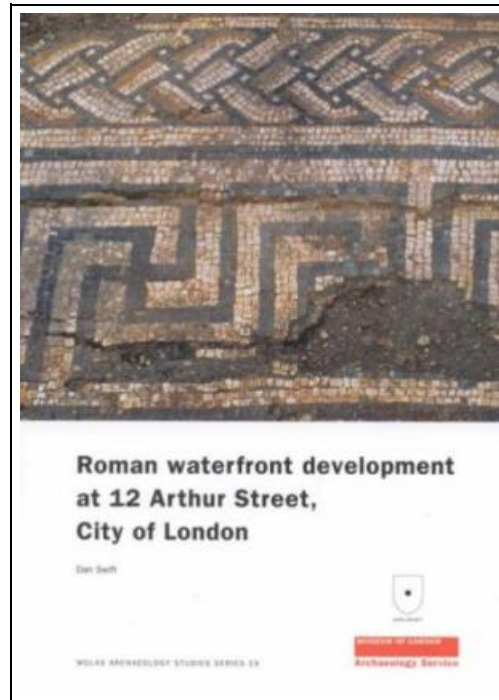 Roman waterfront development
at 12 Arthur Street,
City of London
Dan Swift
MUSEUM OF LONDON
Archaeology Service
MOLAS ARCHAEOLOGY STUDIES SERIES 19